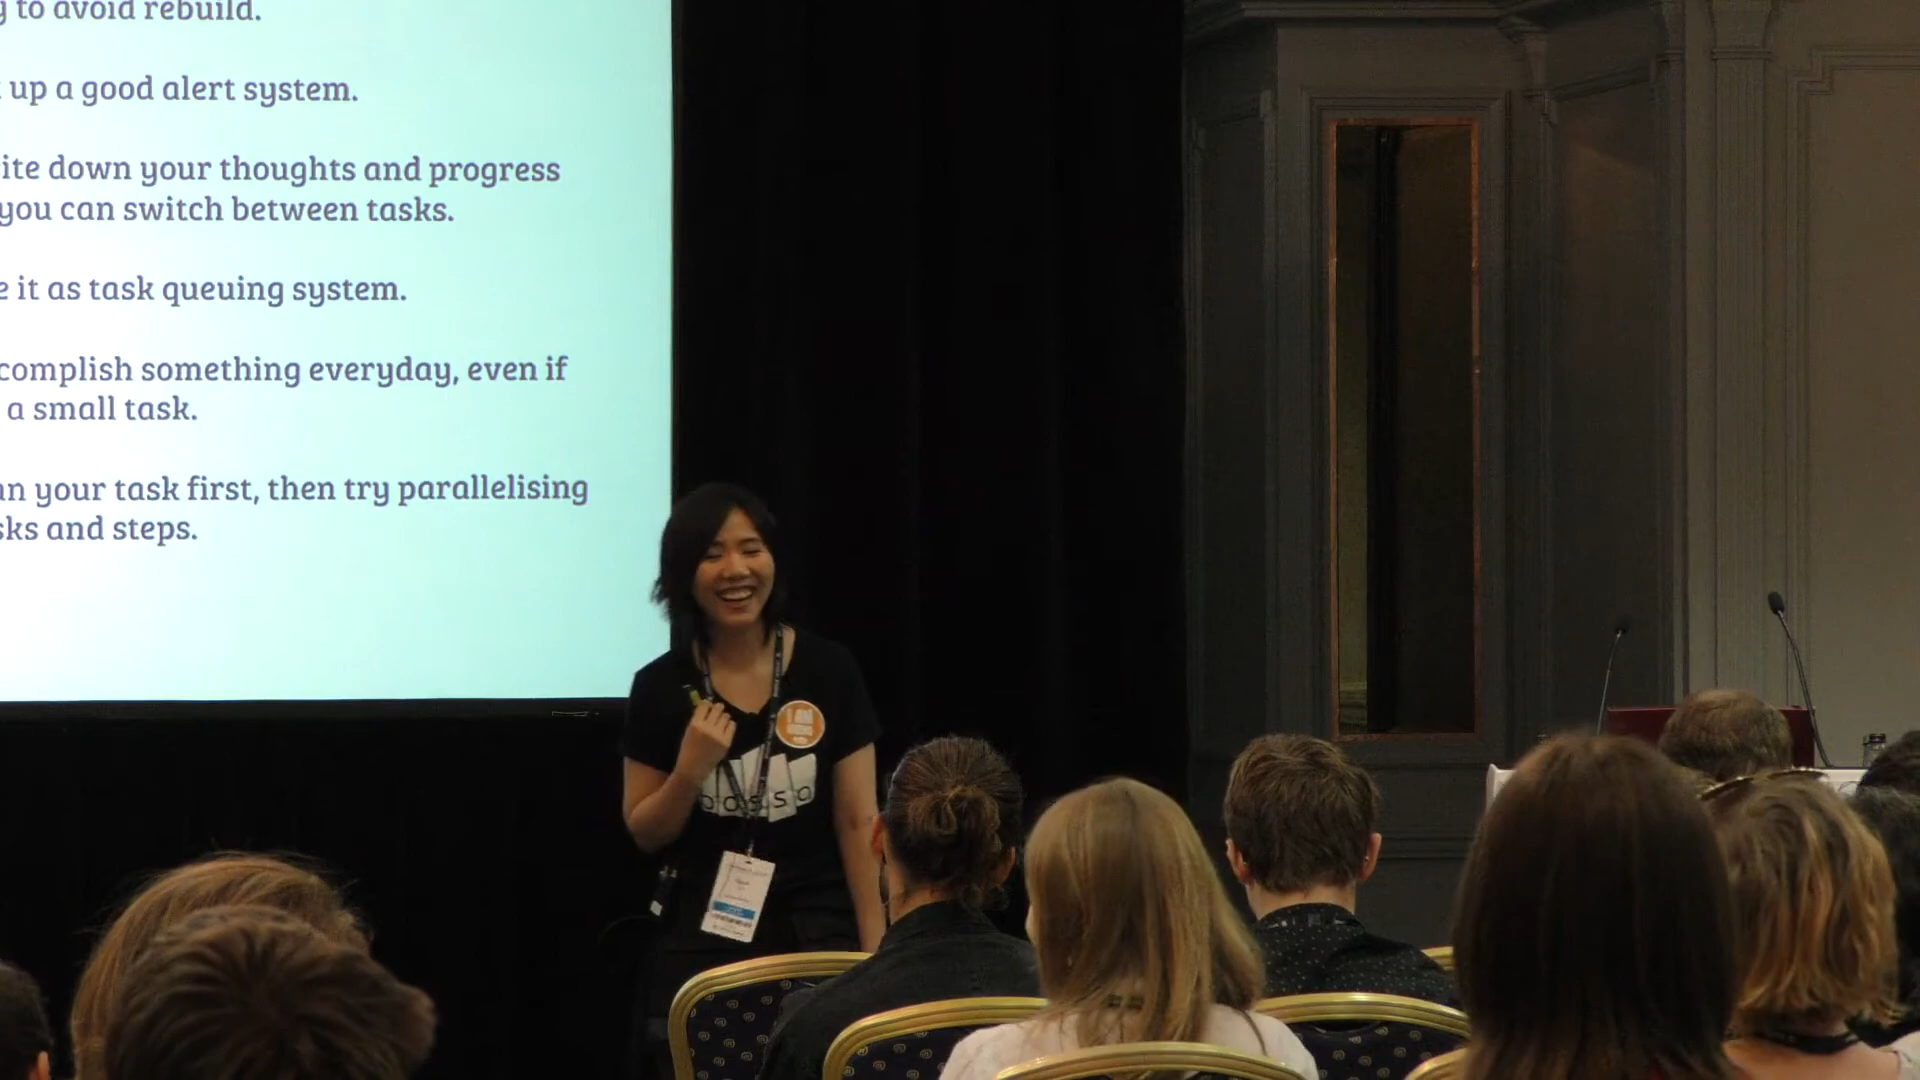 to avoid rebuild.
up a good alert system.
ite down your thoughts and progress
you can switch between tasks.
e it as task queuing system.
complish something everyday, even if
a small task.
an your task first, then try parallelising
sks and steps.
I AM